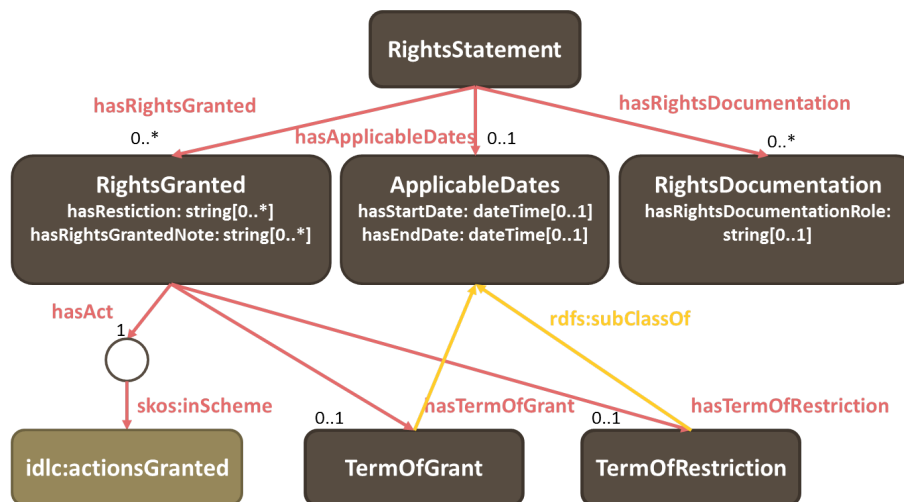 RightsStatement
hasRightsGranted
hasRightsDocumentation
hasApplicableDates
0..*
0..1
0..*
RightsGranted
hasRestiction: string[0..*]
hasRightsGrantedNote: string[0..*]
ApplicableDates
hasStartDate: dateTime[0..1]
hasEndDate: dateTime[0..1]
RightsDocumentation
hasRightsDocumentationRole:
string[0..1]
hasAct
rdfs:subClassOf
1
skos:inScheme
hasTermOfGrant
hasTermOfRestriction
0..1
0..1
idlc:actionsGranted
TermOfGrant
TermOfRestriction